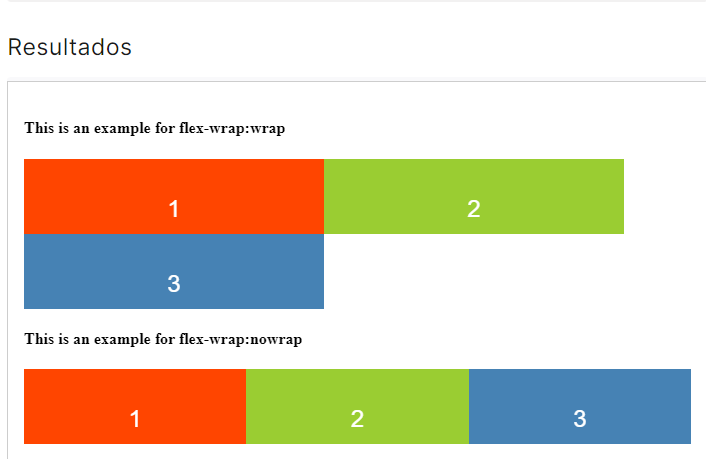 Resultados
This is an example for flex-wrap:wrap
1 2
3
This is an example for flex-wrap:nowrap
1 2 3